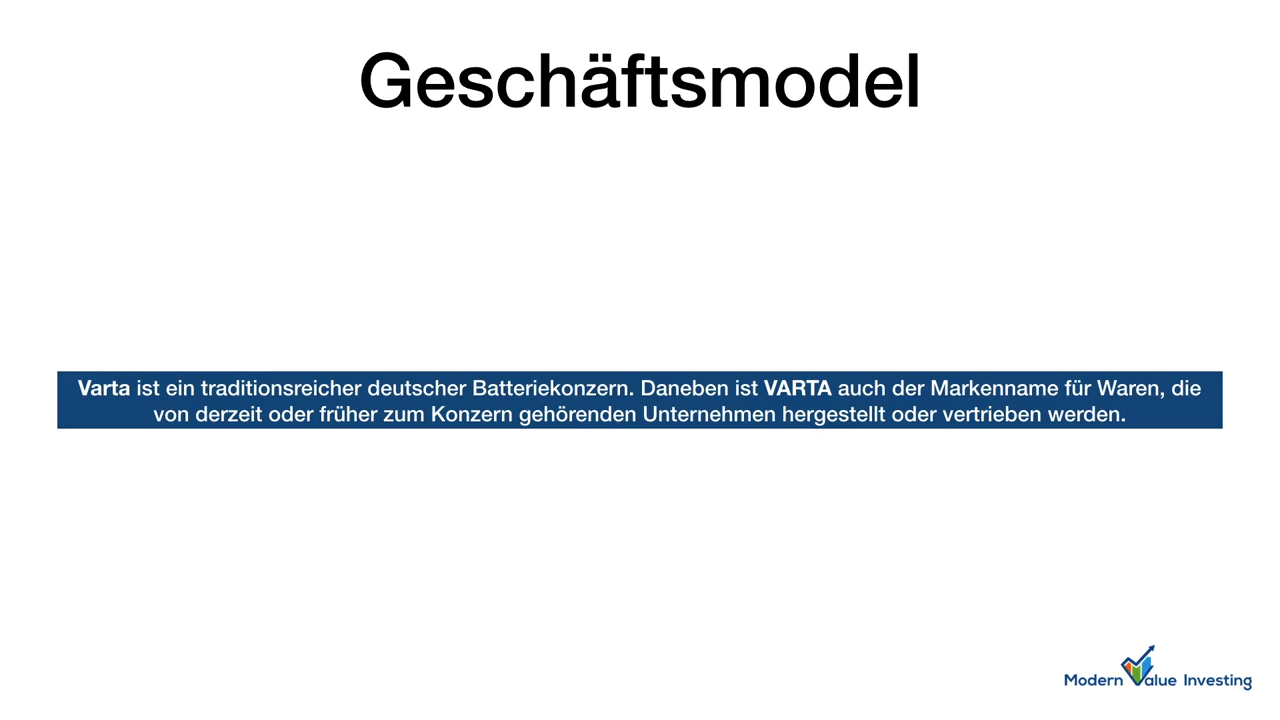 Geschäftsmodel
Varta ist ein traditionsreicher deutscher Batteriekonzern. Daneben ist VARTA auch der Markenname für Waren, die
von derzeit oder früher zum Konzern gehörenden Unternehmen hergestellt oder vertrieben werden.
Modern Value Investing